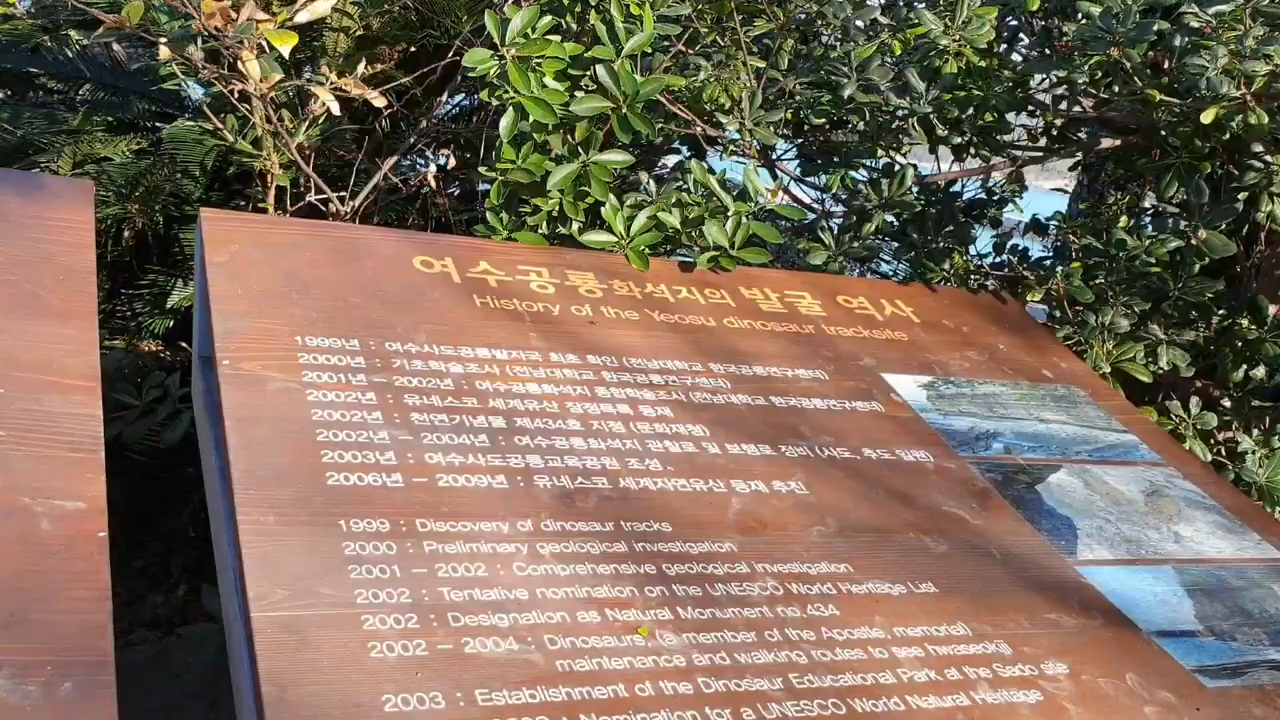 여수공룡화석지의 발굴 역사
History of the Yeosu dinosaur tracksite
1999년 : 여수사도공룡발자국 최초 확인 (전남대학교 한국공룡연구센터)
2000년 : 기초학술조사 (전남대학교 한국공룡연구센터)
2001년 – 2002년 : 여수공룡화석지 종합학술조사 (전남대학교 한국공룡연구센터)
2002년 : 유네스코 세계유산 잠정목록 등재
2002년 : 천연기념물 제434호 지정 (문화재청)
2002년 – 2004년 : 여수공룡화석지 관찰로 및 보행로 정비 (사도, 추도 일원)
2003년 : 여수사도공룡교육공원 조성 .
2006년 – 2009년 : 유네스코 세계자연유산 등재 추진
1999 : Discovery of dinosaur tracks
2000 : Preliminary geological investigation
2001 – 2002 : Comprehensive geological investigation
2002 : Tentative nomination on the UNESCO World Heritage List
2002 : Designation as Natural Monument no.434
2002 – 2004 : Dinosaurs, (a member of the Apostle, memorial)
maintenance and walking routes to see hwaseokji
2003 : Establishment of the Dinosaur Educational Park at the Sado site
: Nomination for a UNESCO World Natural Heritage